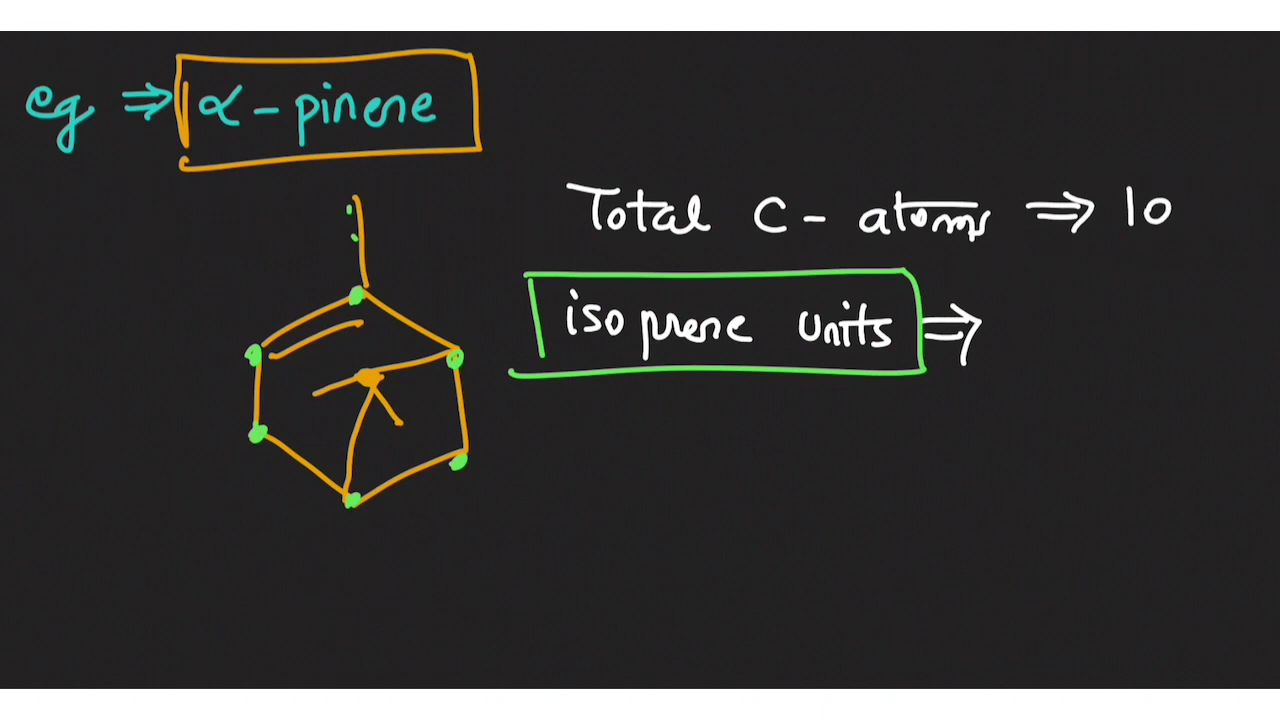 eg ⇒ α-pinene
Total C- atoms ⇒ 10
isoprene units ⇒